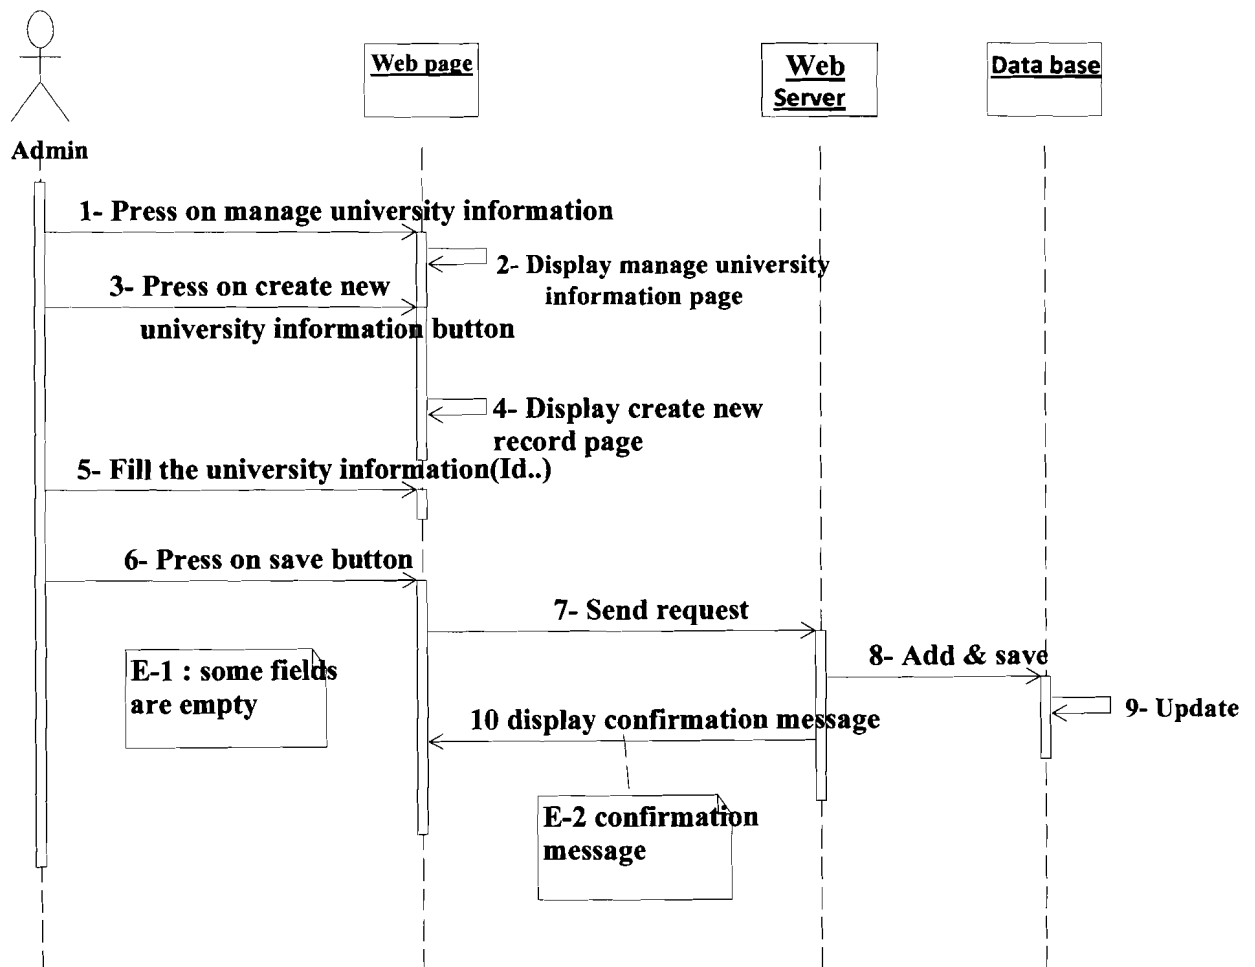 Web page
Web
Server
Data base
Admin
1- Press on manage university information
2- Display manage university
information page
3- Press on create new
university information button
4- Display create new
record page
5- Fill the university information(Id..)
6- Press on save button
7- Send request
E-1 : some fields
are empty
8- Add & save
9- Update
10 display confirmation message
E-2 confirmation
message